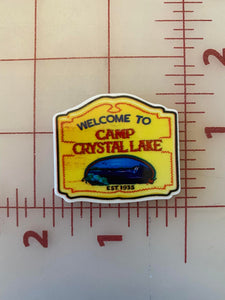 WELCOME TO
CAMP
CRYSTAL LAKE
EST. 1935
2
1
1
2